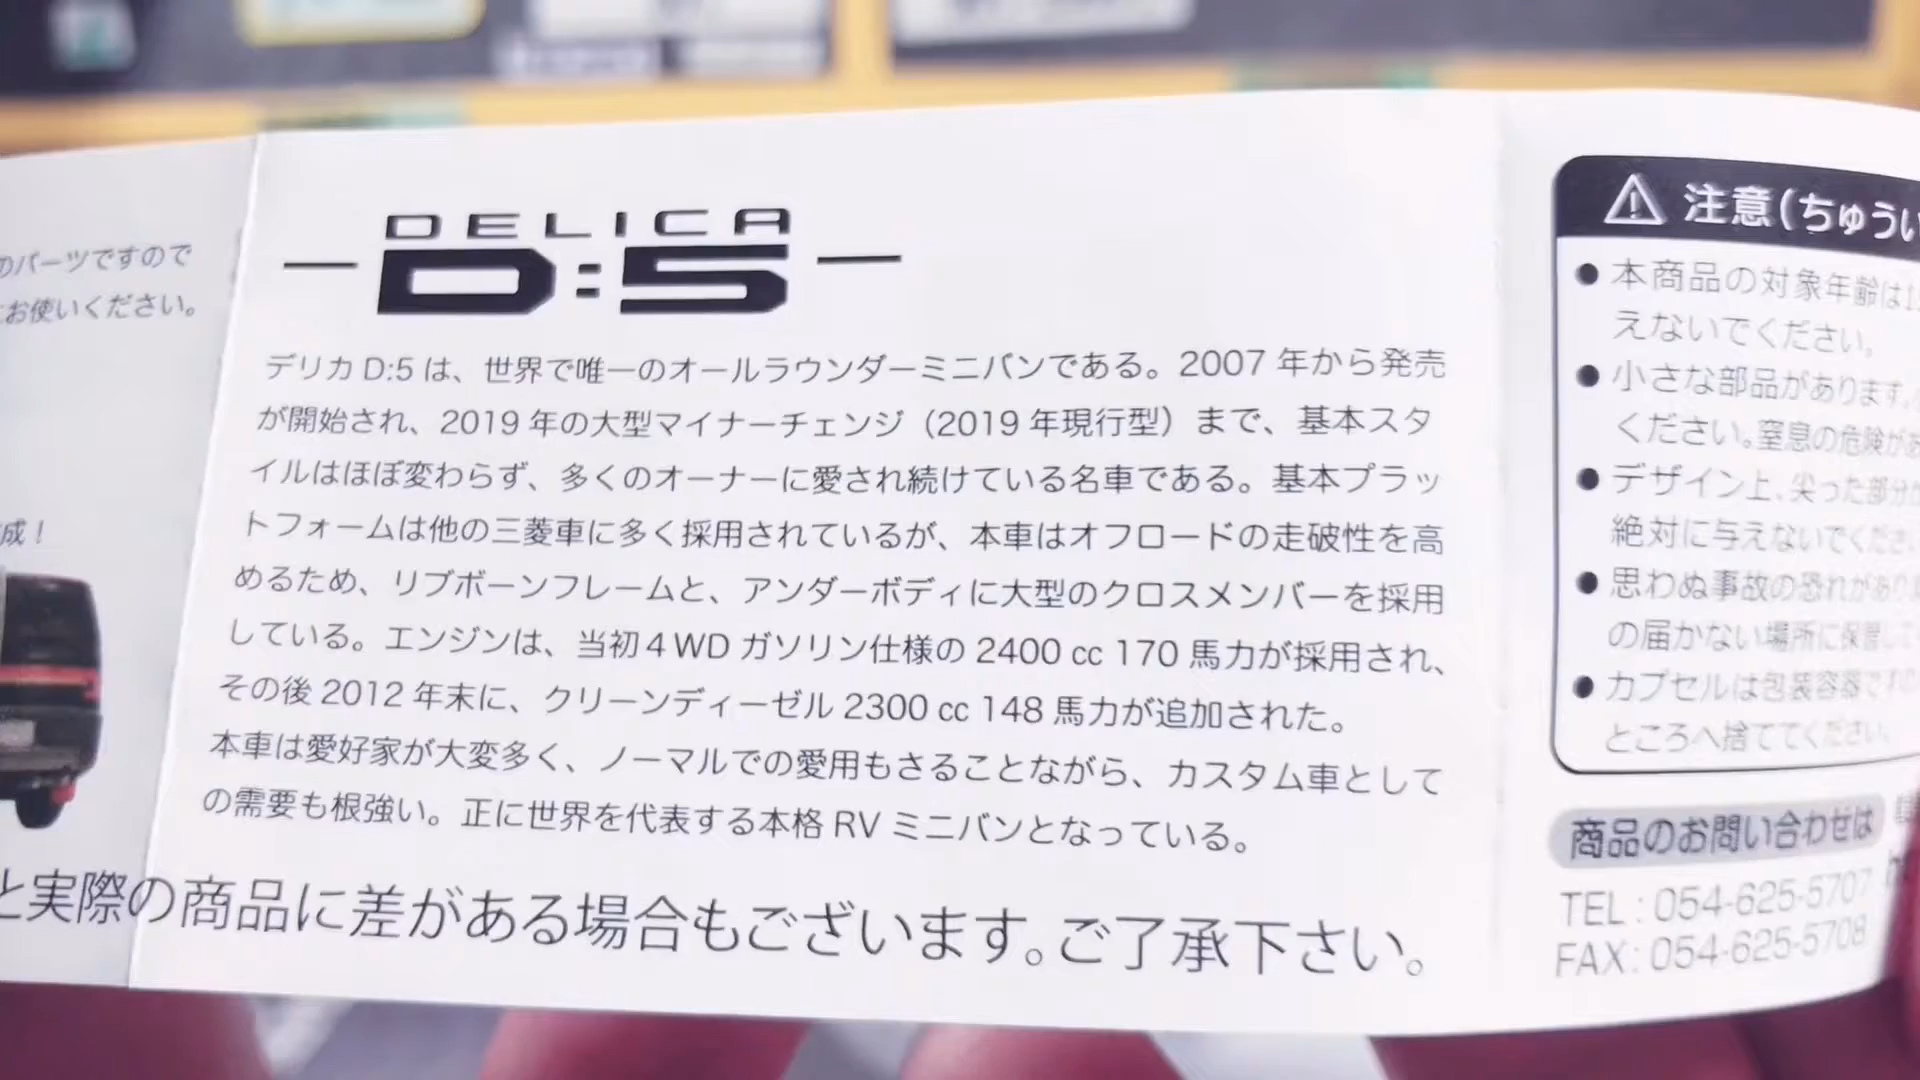 のパーツですので
お使いください。
成！
DELICA
D:5
デリカ D:5 は、世界で唯一のオールラウンダーミニバンである。2007 年から発売
が開始され、2019 年の大型マイナーチェンジ（2019 年現行型）まで、基本スタ
イルはほぼ変わらず、多くのオーナーに愛され続けている名車である。基本プラッ
トフォームは他の三菱車に多く採用されているが、本車はオフロードの走破性を高
めるため、リブボーンフレームと、アンダーボディに大型のクロスメンバーを採用
している。エンジンは、当初４WD ガソリン仕様の 2400 cc 170 馬力が採用され、
その後 2012 年末に、クリーンディーゼル 2300 cc 148 馬力が追加された。
本車は愛好家が大変多く、ノーマルでの愛用もさることながら、カスタム車として
の需要も根強い。正に世界を代表する本格 RV ミニバンとなっている。
と実際の商品に差がある場合もございます。ご了承下さい。
注意(ちゅうい
●本商品の対象年齢は1
えないでください。
●小さな部品があります。
ください。窒息の危険があ
●デザイン上、尖った部分
絶対に与えないでください
●思わぬ事故の恐れがあり
の届かない場所に保管して
●カプセルは包装容器です
ところへ捨ててください。
商品のお問い合わせは
TEL : 054-625-5707
FAX : 054-625-5708